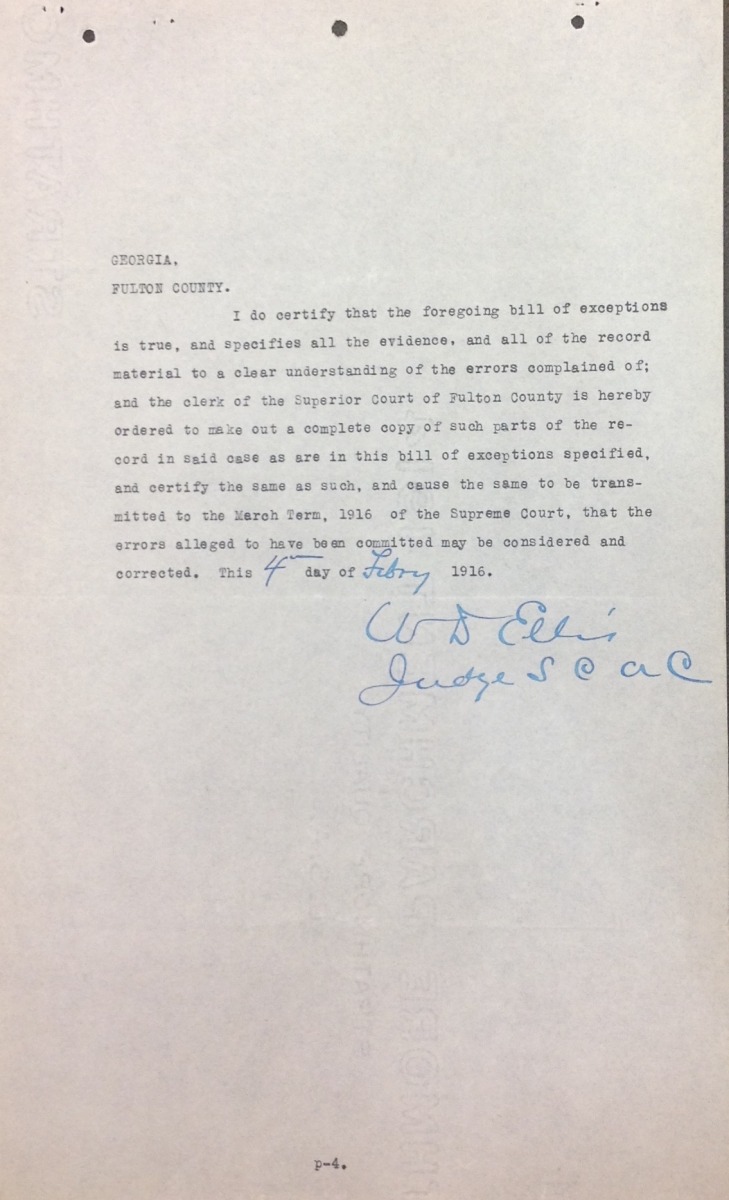 GEORGIA,
FULTON COUNTY.
I do certify that the foregoing bill of exceptions
is true, and specifies all the evidence, and all of the record
material to a clear understanding of the errors complained of;
and the clerk of the Superior Court of Fulton County is hereby
ordered to make out a complete copy of such parts of the re-
cord in said case as are in this bill of exceptions specified,
and certify the same as such, and cause the same to be trans-
mitted to the March Term, 1916 of the Supreme Court, that the
errors alleged to have been committed may be considered and
corrected. This 4 day of Febry 1916.
W D Ellis
Judge S C A C
p-4.